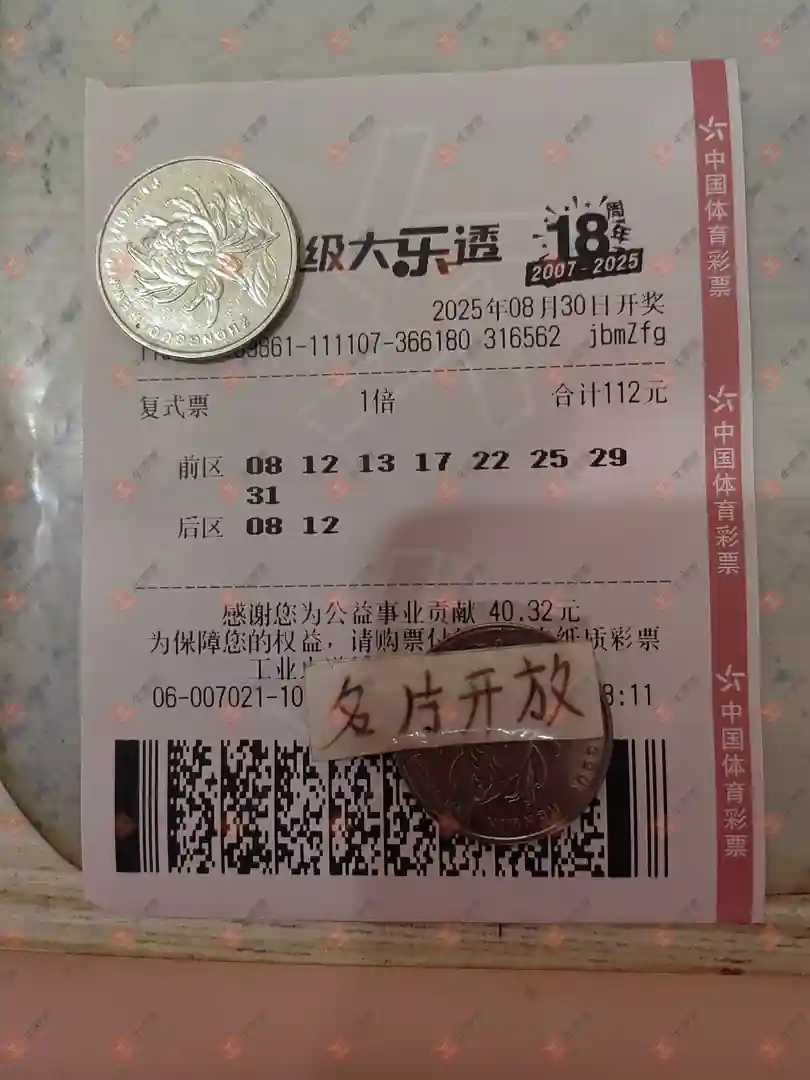 级大乐透
18周年
2007-2025
2025年08月30日开奖
861-111107-366180 316562 jbmZfg
复式票 1倍 合计112元
前区 08 12 13 17 22 25 29
31
后区 08 12
感谢您为公益事业贡献 40.32元
为保障您的权益，请购票 纸质彩票
工业
06-007021-10 :11
名片开放
中国体育彩票
中国体育彩票
中国体育彩票